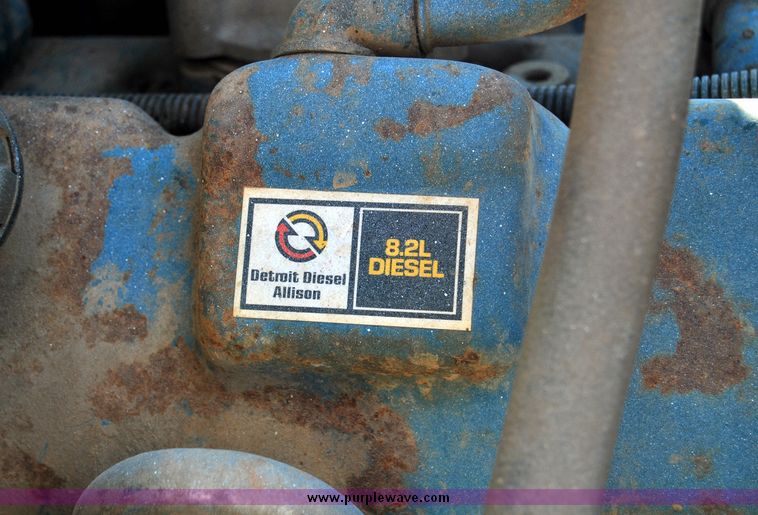 Detroit Diesel
Allison
8.2L
DIESEL
www.purplewave.com